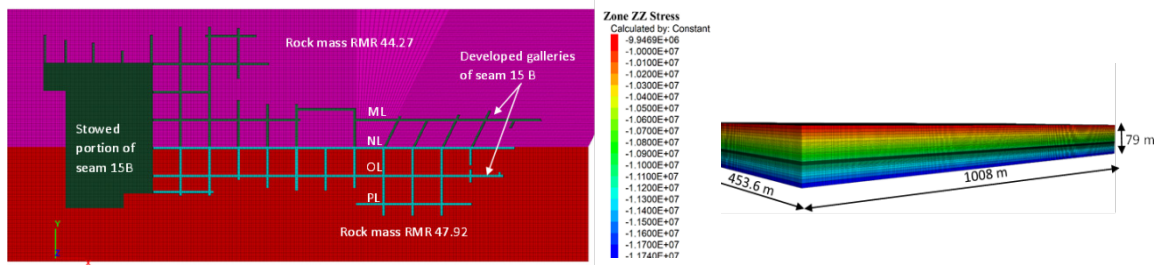 Rock mass RMR 44.27
Developed galleries
of seam 15 B
ML
Stowed
portion of
seam 15B
NL
OL
PL
Rock mass RMR 47.92
Y
Z
Zone ZZ Stress
Calculated by: Constant
-9.9469E+06
-1.0000E+07
-1.0100E+07
-1.0200E+07
-1.0300E+07
-1.0400E+07
-1.0500E+07
-1.0600E+07
-1.0700E+07
-1.0800E+07
-1.0900E+07
-1.1000E+07
-1.1100E+07
-1.1200E+07
-1.1300E+07
-1.1400E+07
-1.1500E+07
-1.1600E+07
-1.1700E+07
-1.1740E+07
79 m
453.6 m
1008 m